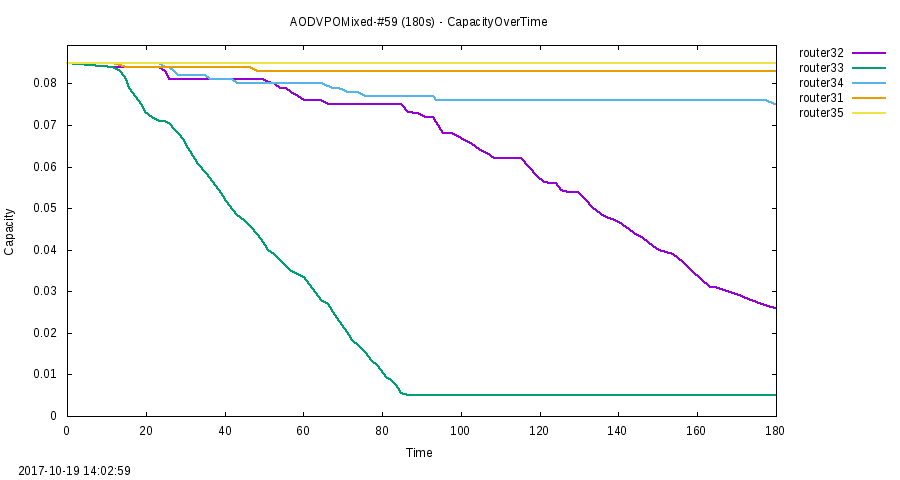 AODVPOMixed-#59 (180s) - CapacityOverTime
router32
router33
router34
router31
router35
0.08
0.07
0.06
0.05
0.04
0.03
0.02
0.01
0
Capacity
0 20 40 60 80 100 120 140 160 180
Time
2017-10-19 14:02:59